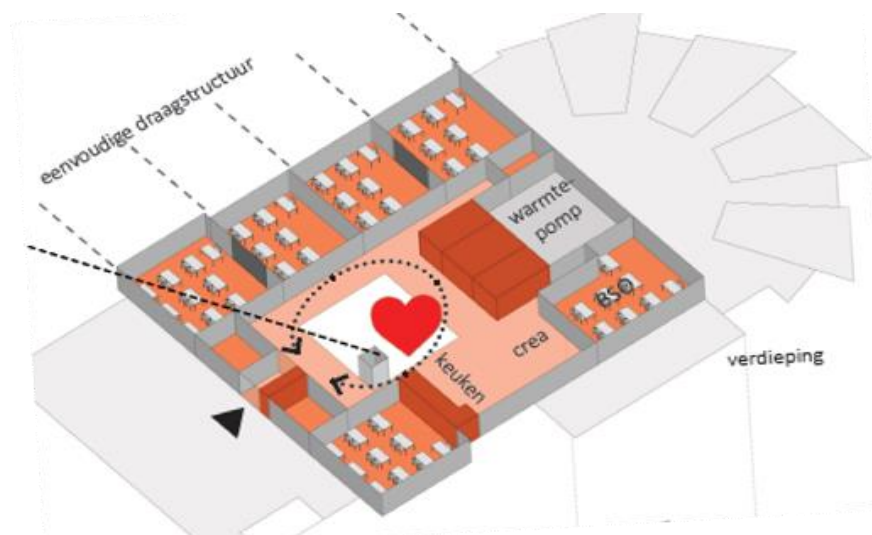 eenvoudige draagstructuur
warmte-
pomp
BSO
crea
keuken
verdieping